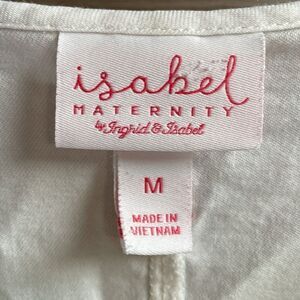 isabel
MATERNITY
by Ingrid & Isabel
M
MADE IN
VIETNAM